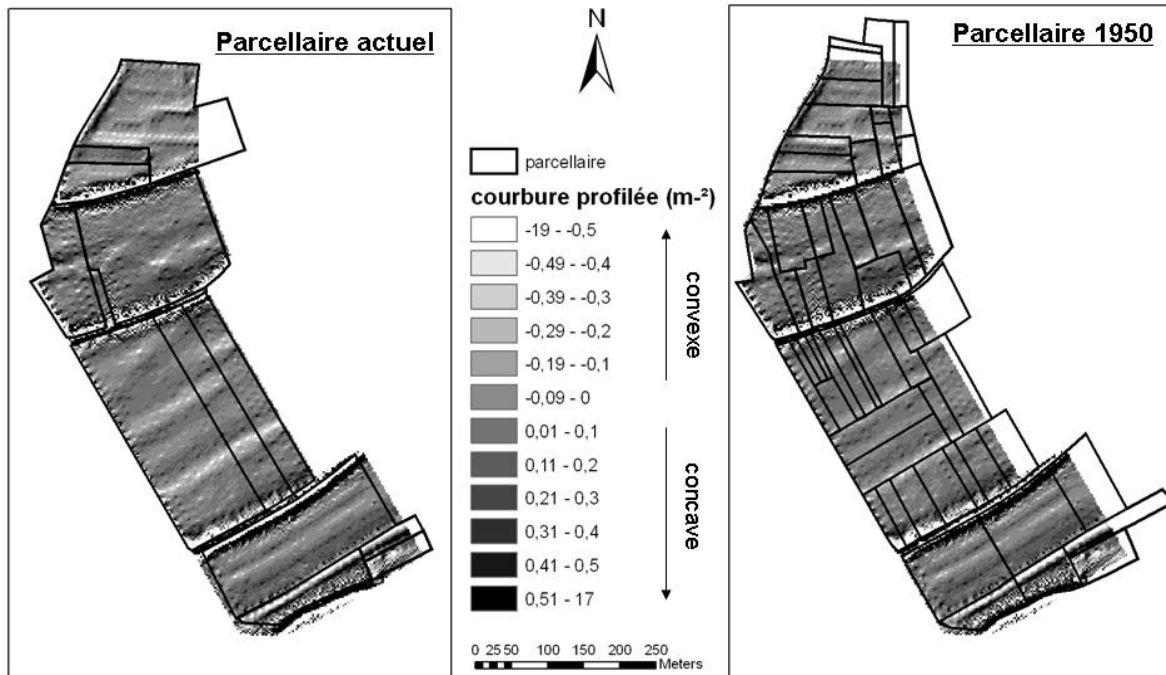 Parcellaire actuel
N
Parcellaire 1950
parcellaire
courbure profilée (m-²)
-19 - -0,5
-0,49 - -0,4
-0,39 - -0,3
-0,29 - -0,2
-0,19 - -0,1
-0,09 - 0
0,01 - 0,1
0,11 - 0,2
0,21 - 0,3
0,31 - 0,4
0,41 - 0,5
0,51 - 17
convexe
concave
0 25 50 100 150 200 250
Meters